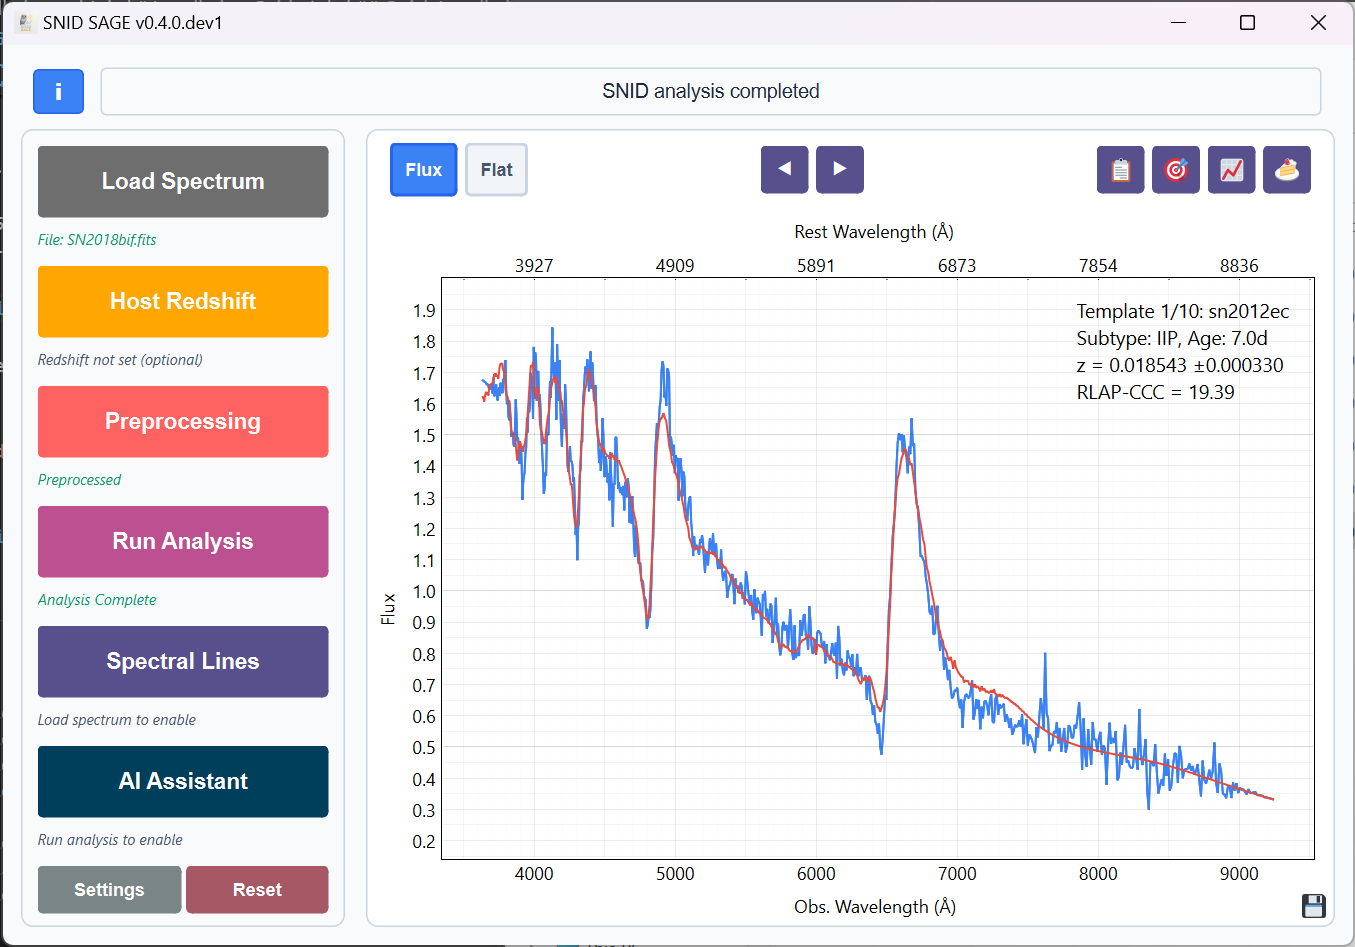 SNID SAGE v0.4.0.dev1
i
SNID analysis completed
Load Spectrum
File: SN2018bif.fits
Host Redshift
Redshift not set (optional)
Preprocessing
Preprocessed
Run Analysis
Analysis Complete
Spectral Lines
Load spectrum to enable
AI Assistant
Run analysis to enable
Settings
Reset
Flux
Flat
Rest Wavelength (Å)
3927 4909 5891 6873 7854 8836
Template 1/10: sn2012ec
Subtype: IIP, Age: 7.0d
z = 0.018543 ±0.000330
RLAP-CCC = 19.39
Flux
1.9
1.8
1.7
1.6
1.5
1.4
1.3
1.2
1.1
1.0
0.9
0.8
0.7
0.6
0.5
0.4
0.3
0.2
4000 5000 6000 7000 8000 9000
Obs. Wavelength (Å)